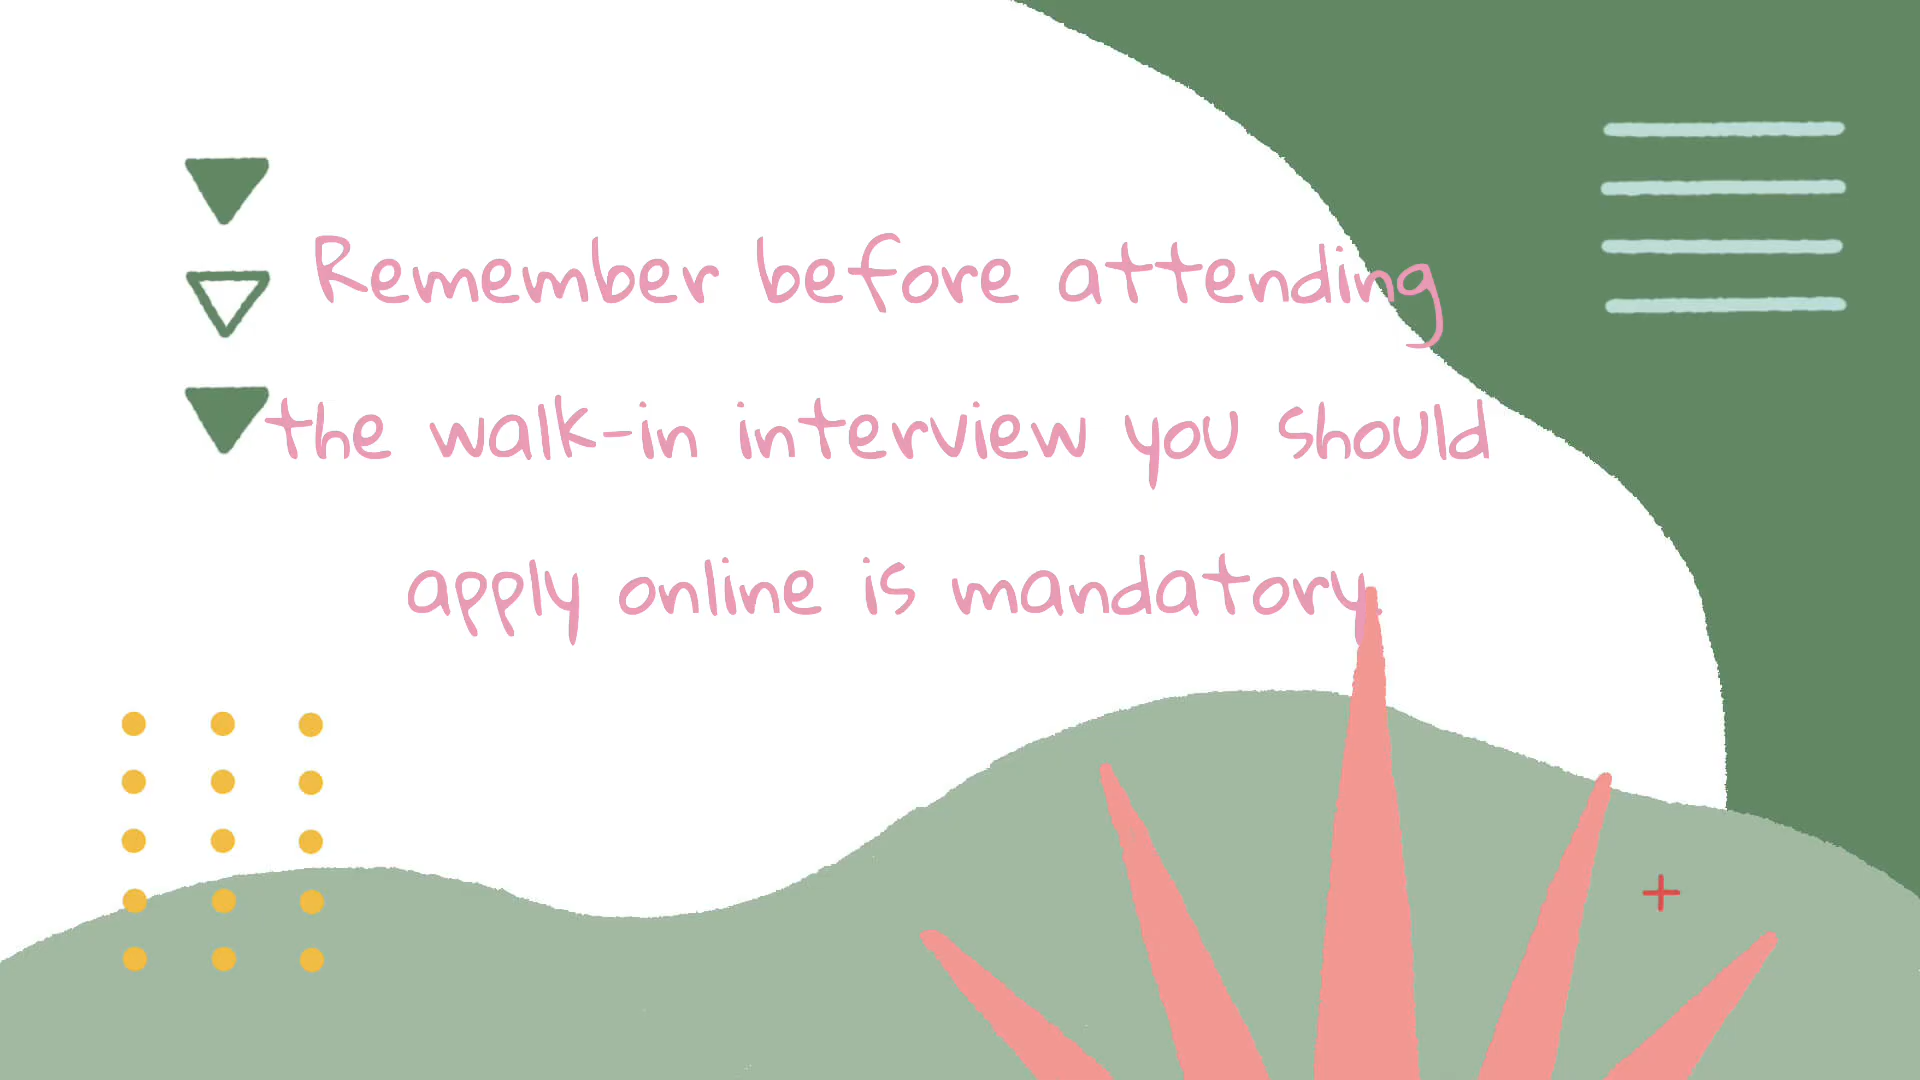 Remember before attending
the walk-in interview you should
apply online is mandatory.